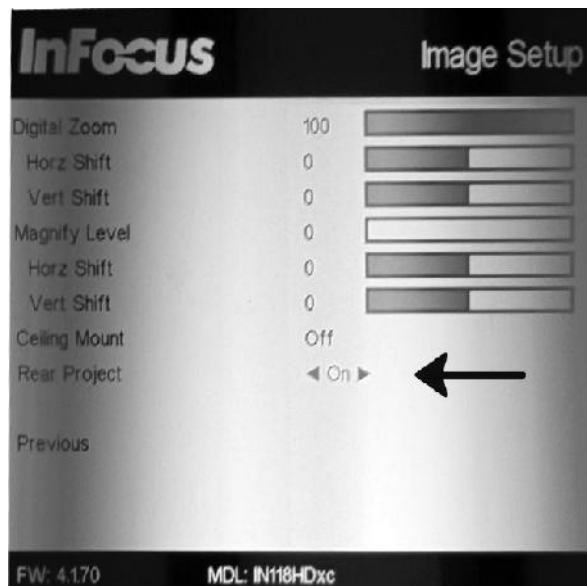 InFocus
Image Setup
Digital Zoom 100
Horz Shift 0
Vert Shift 0
Magnify Level 0
Horz Shift 0
Vert Shift 0
Ceiling Mount Off
Rear Project ◀ On ▶
Previous
FW: 4.1.70 MDL: IN118HDxc